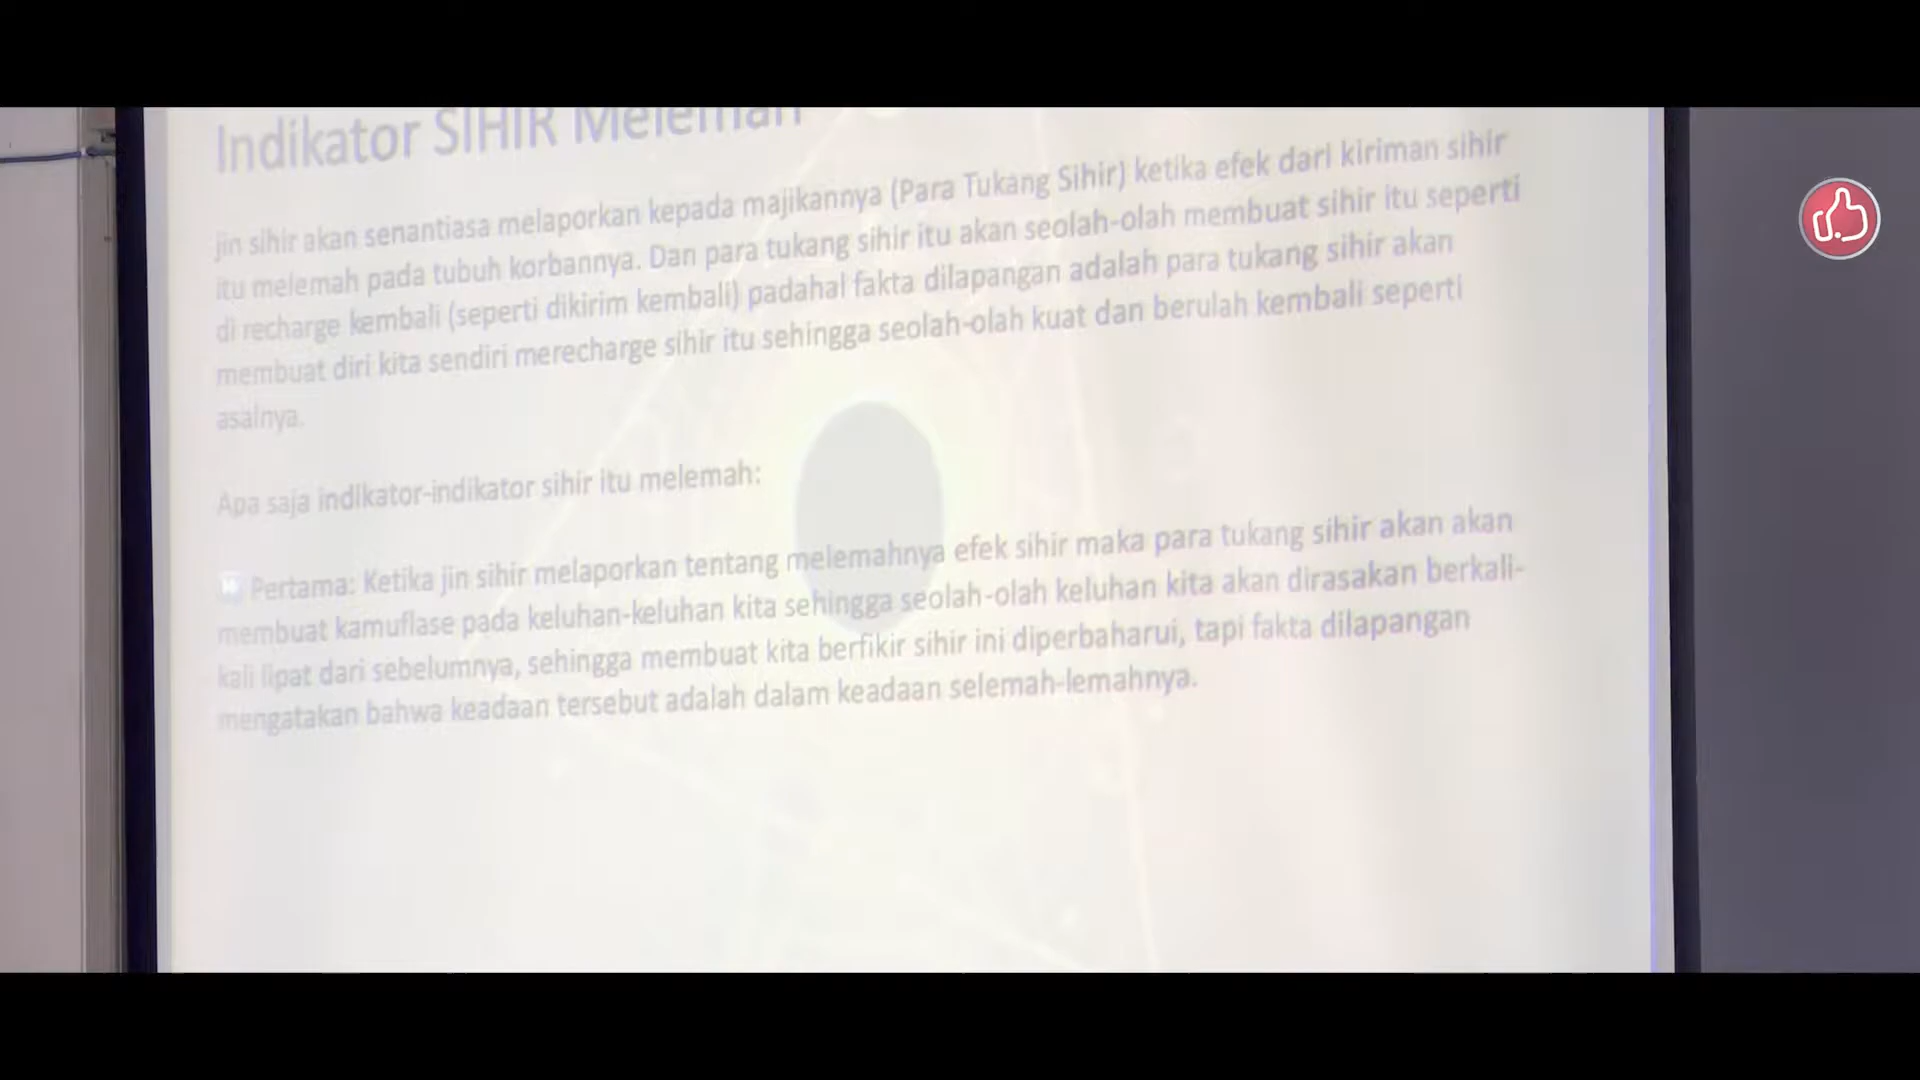 Indikator SIHIR Melemah
jin sihir akan senantiasa melaporkan kepada majikannya (Para Tukang Sihir) ketika efek dari kiriman sihir
itu melemah pada tubuh korbannya. Dan para tukang sihir itu akan seolah-olah membuat sihir itu seperti
di recharge kembali (seperti dikirim kembali) padahal fakta dilapangan adalah para tukang sihir akan
membuat diri kita sendiri merecharge sihir itu sehingga seolah-olah kuat dan berulah kembali seperti
asalnya.
Apa saja indikator-indikator sihir itu melemah:
Pertama: Ketika jin sihir melaporkan tentang melemahnya efek sihir maka para tukang sihir akan akan
membuat kamuflase pada keluhan-keluhan kita sehingga seolah-olah keluhan kita akan dirasakan berkali-
kali lipat dari sebelumnya, sehingga membuat kita berfikir sihir ini diperbaharui, tapi fakta dilapangan
mengatakan bahwa keadaan tersebut adalah dalam keadaan selemah-lemahnya.